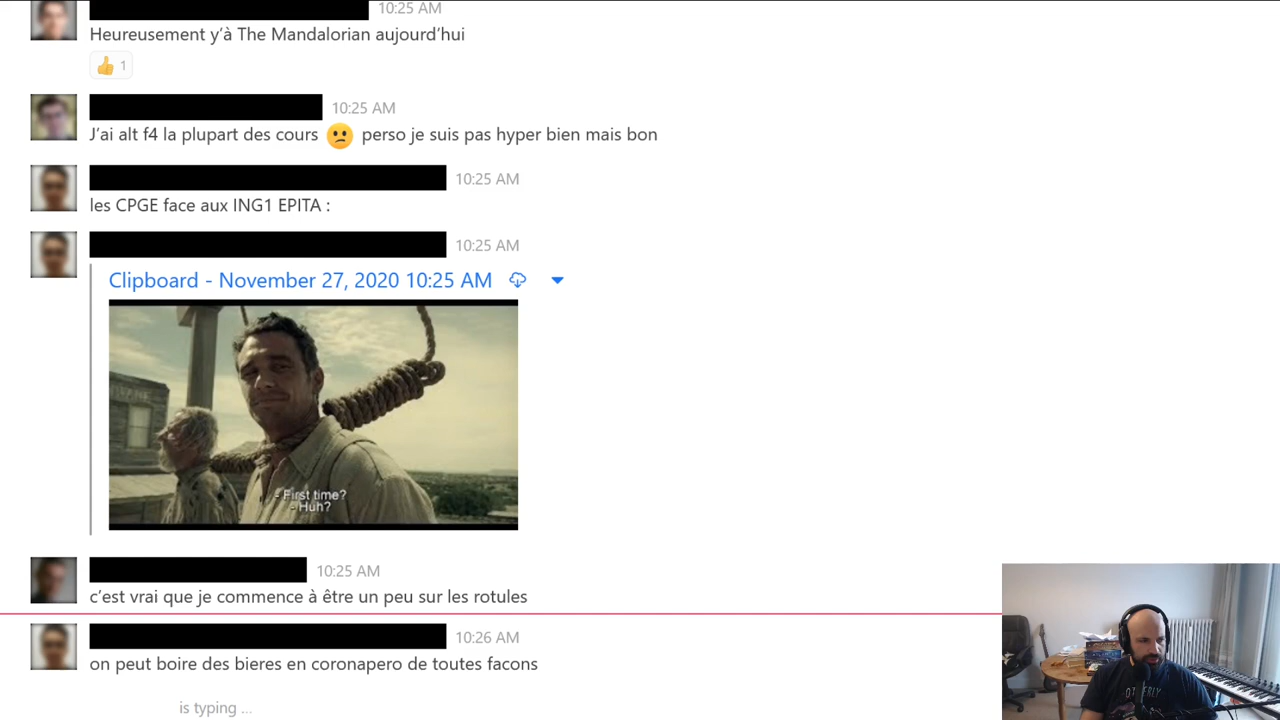 10:25 AM
Heureusement y’à The Mandalorian aujourd’hui
👍 1
10:25 AM
J’ai alt f4 la plupart des cours 😕 perso je suis pas hyper bien mais bon
10:25 AM
les CPGE face aux ING1 EPITA :
10:25 AM
Clipboard - November 27, 2020 10:25 AM
- First time?
- Huh?
10:25 AM
c’est vrai que je commence à être un peu sur les rotules
10:26 AM
on peut boire des bieres en coronapero de toutes facons
is typing ...